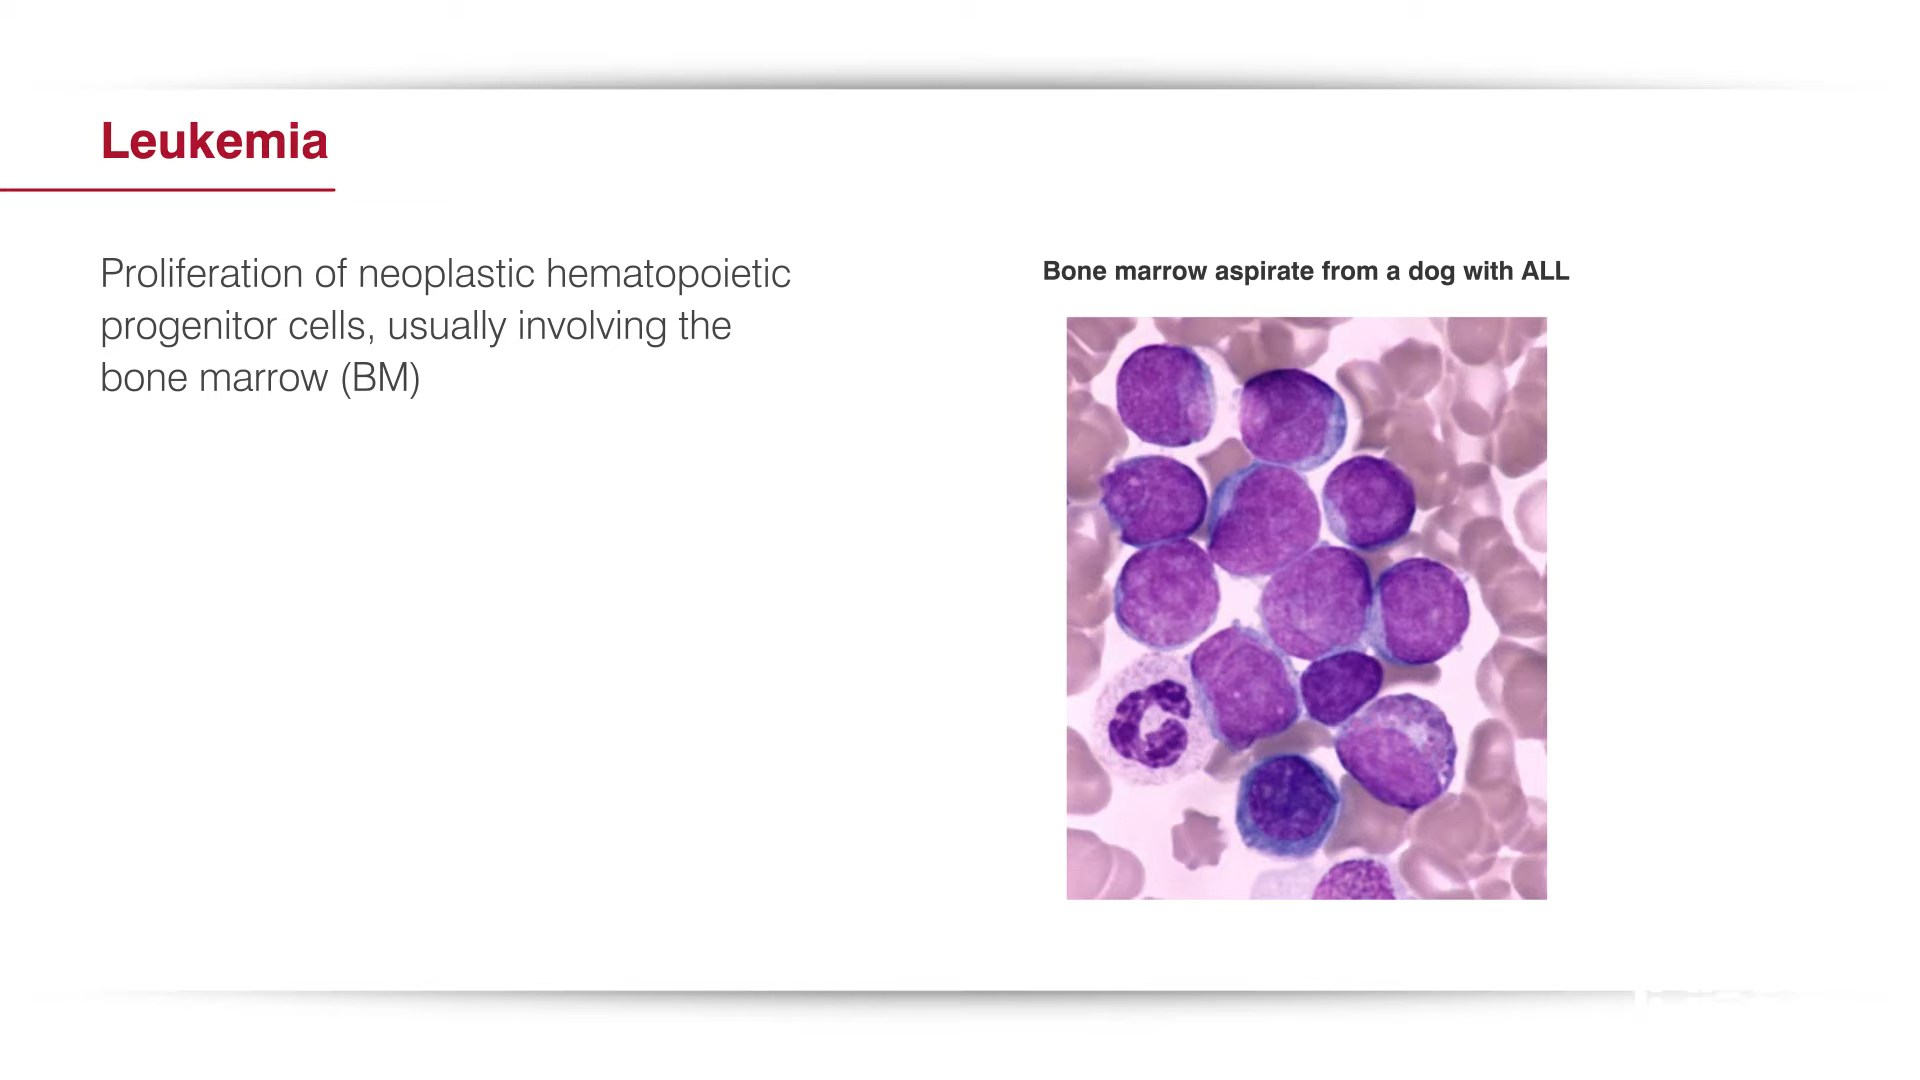 Leukemia
Proliferation of neoplastic hematopoietic
progenitor cells, usually involving the
bone marrow (BM)
Bone marrow aspirate from a dog with ALL